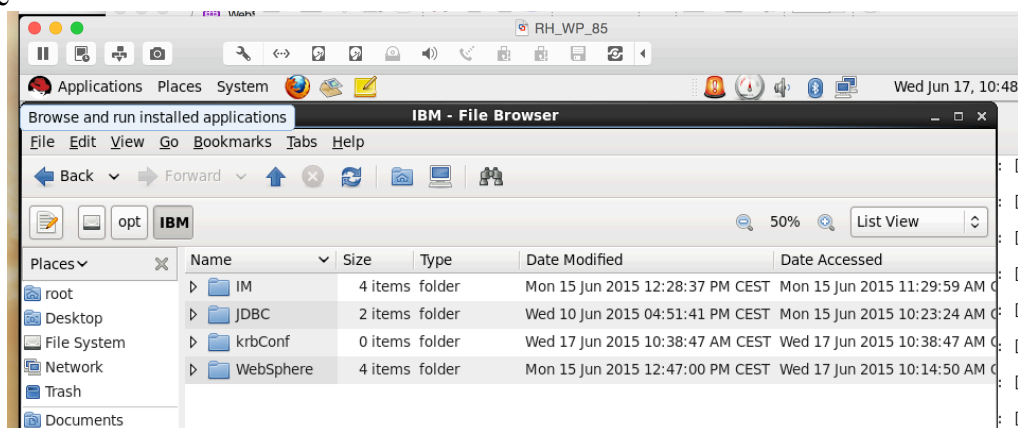 RH_WP_85
Applications Places System Wed Jun 17, 10:48
Browse and run installed applications IBM - File Browser
File Edit View Go Bookmarks Tabs Help
Back Forward
opt IBM 50% List View
Places Name Size Type Date Modified Date Accessed
root IM 4 items folder Mon 15 Jun 2015 12:28:37 PM CEST Mon 15 Jun 2015 11:29:59 AM
Desktop JDBC 2 items folder Wed 10 Jun 2015 04:51:41 PM CEST Mon 15 Jun 2015 10:23:24 AM
File System krbConf 0 items folder Wed 17 Jun 2015 10:38:47 AM CEST Wed 17 Jun 2015 10:38:47 AM
Network WebSphere 4 items folder Mon 15 Jun 2015 12:47:00 PM CEST Wed 17 Jun 2015 10:14:50 AM
Trash
Documents